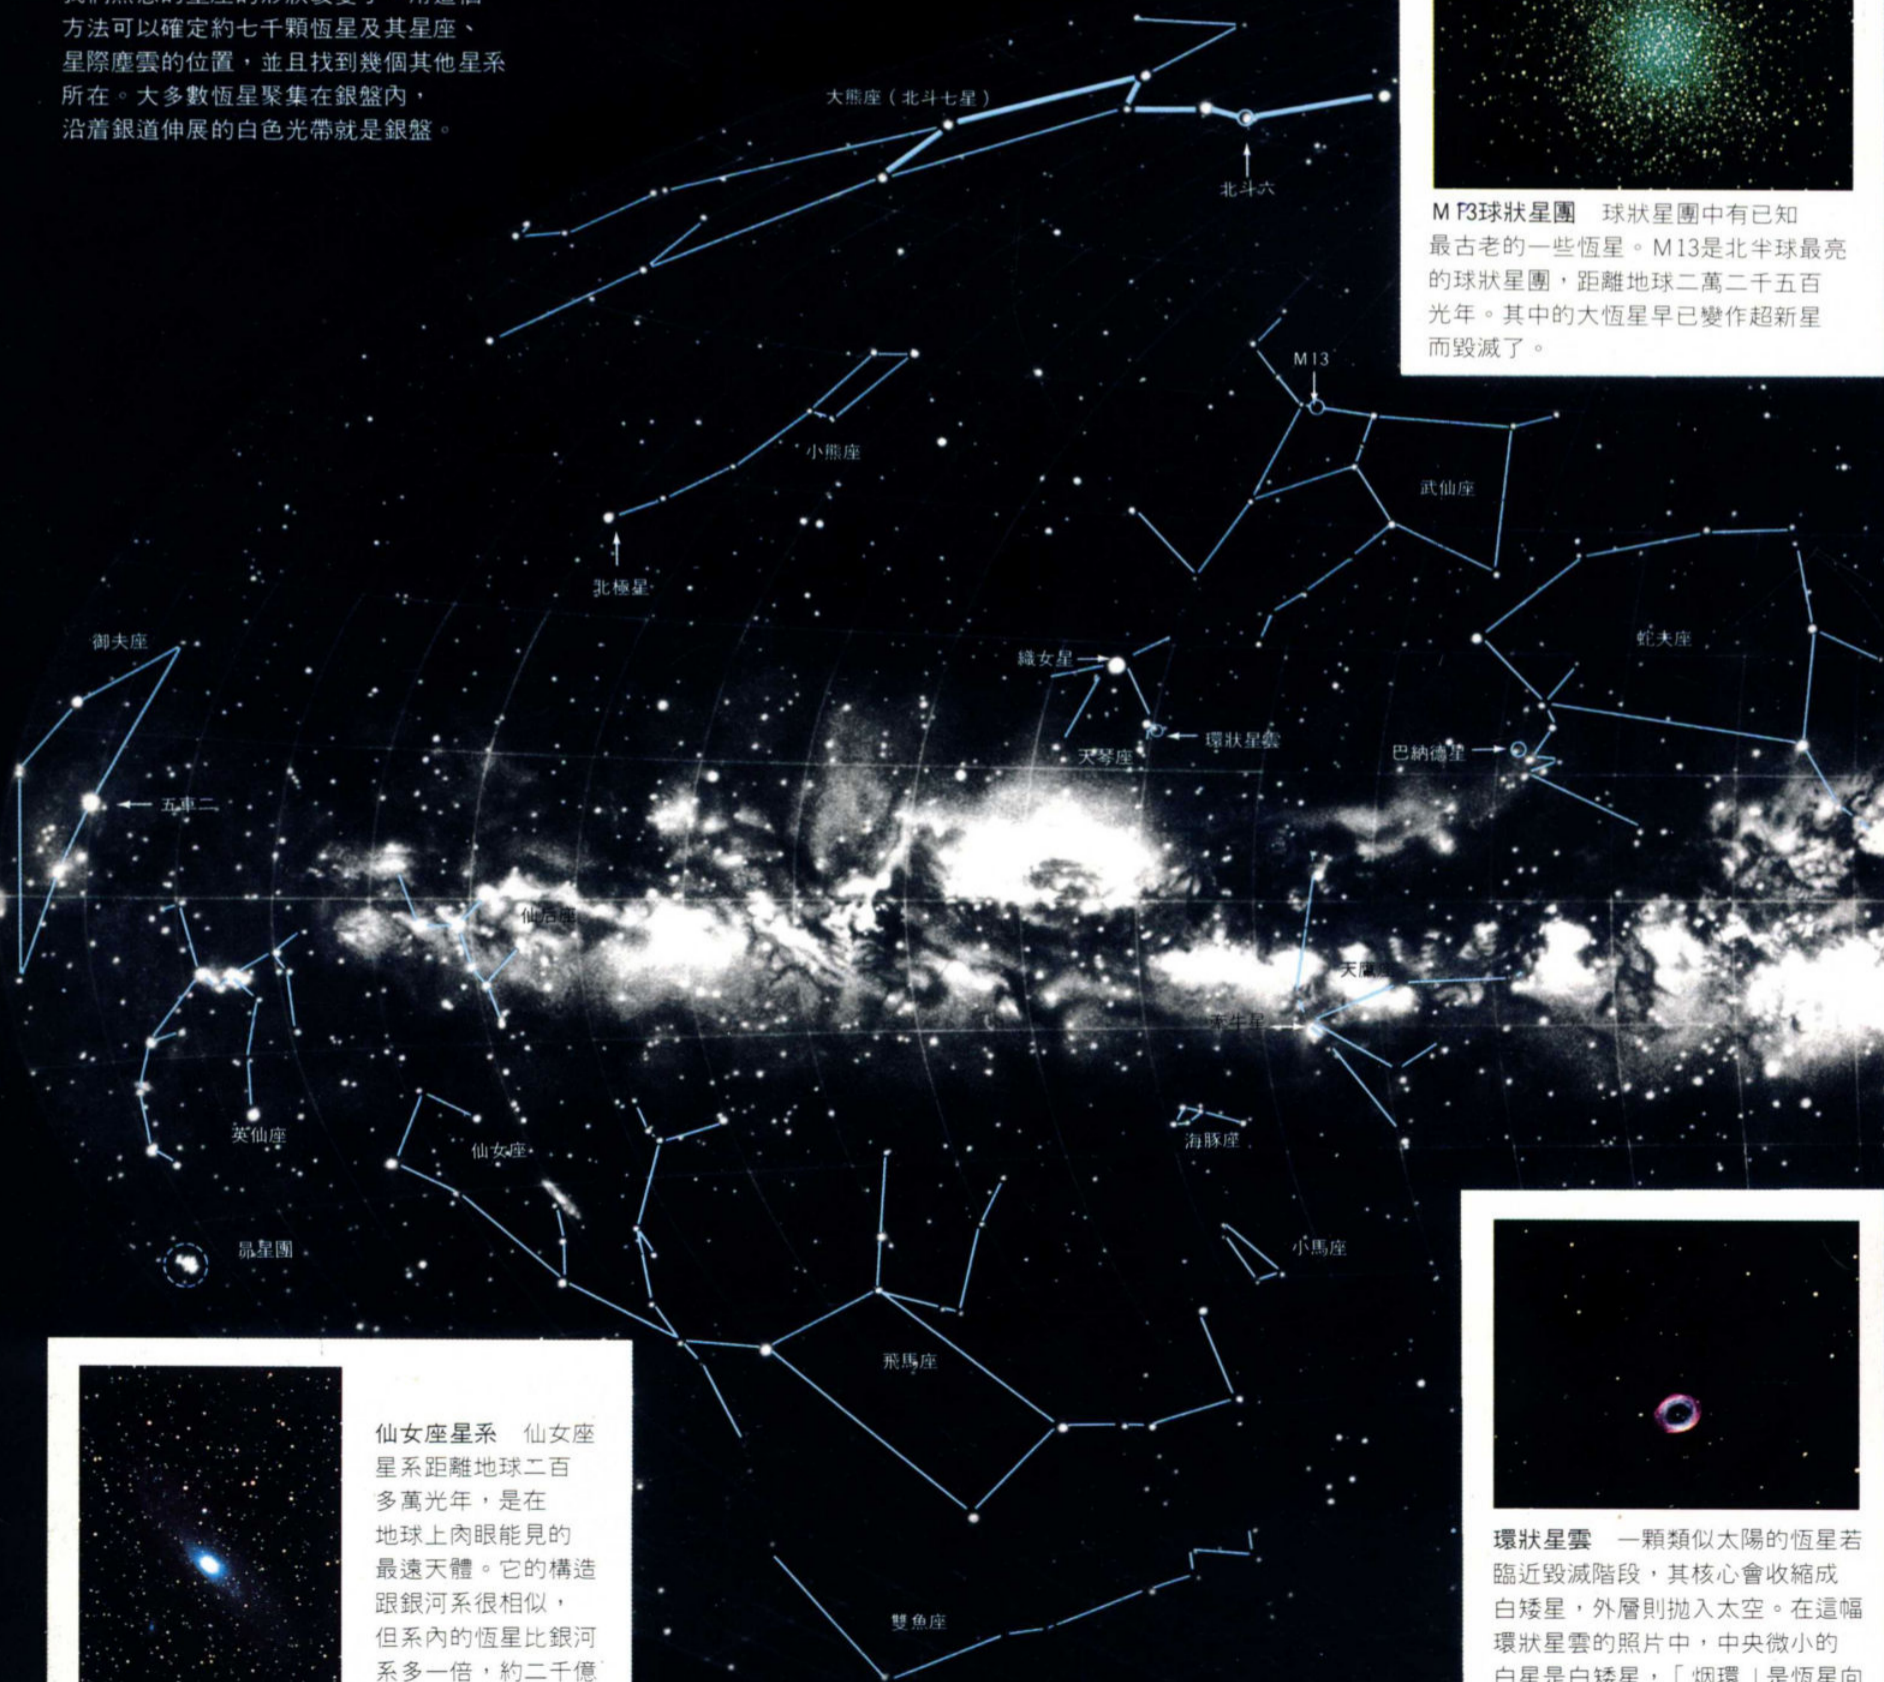 方法可以確定約七千顆恆星及其星座、
星際塵雲的位置，並且找到幾個其他星系
所在。大多數恆星聚集在銀盤內，
沿着銀道伸展的白色光帶就是銀盤。
大熊座（北斗七星）
北斗六
M13球狀星團　球狀星團中有已知
最古老的一些恆星。M13是北半球最亮
的球狀星團，距離地球二萬二千五百
光年。其中的大恆星早已變作超新星
而毀滅了。
M13
小熊座
武仙座
北極星
御夫座
織女星
蛇夫座
環狀星雲
天琴座
巴納德星
五車二
仙后座
天鷹座
牽牛星
英仙座
仙女座
海豚座
昴星團
小馬座
飛馬座
雙魚座
仙女座星系　仙女座
星系距離地球二百
多萬光年，是在
地球上肉眼能見的
最遠天體。它的構造
跟銀河系很相似，
但系內的恆星比銀河
系多一倍，約二千億
環狀星雲　一顆類似太陽的恆星若
臨近毀滅階段，其核心會收縮成
白矮星，外層則拋入太空。在這幅
環狀星雲的照片中，中央微小的
白星是白矮星，「烟環」是恆星向